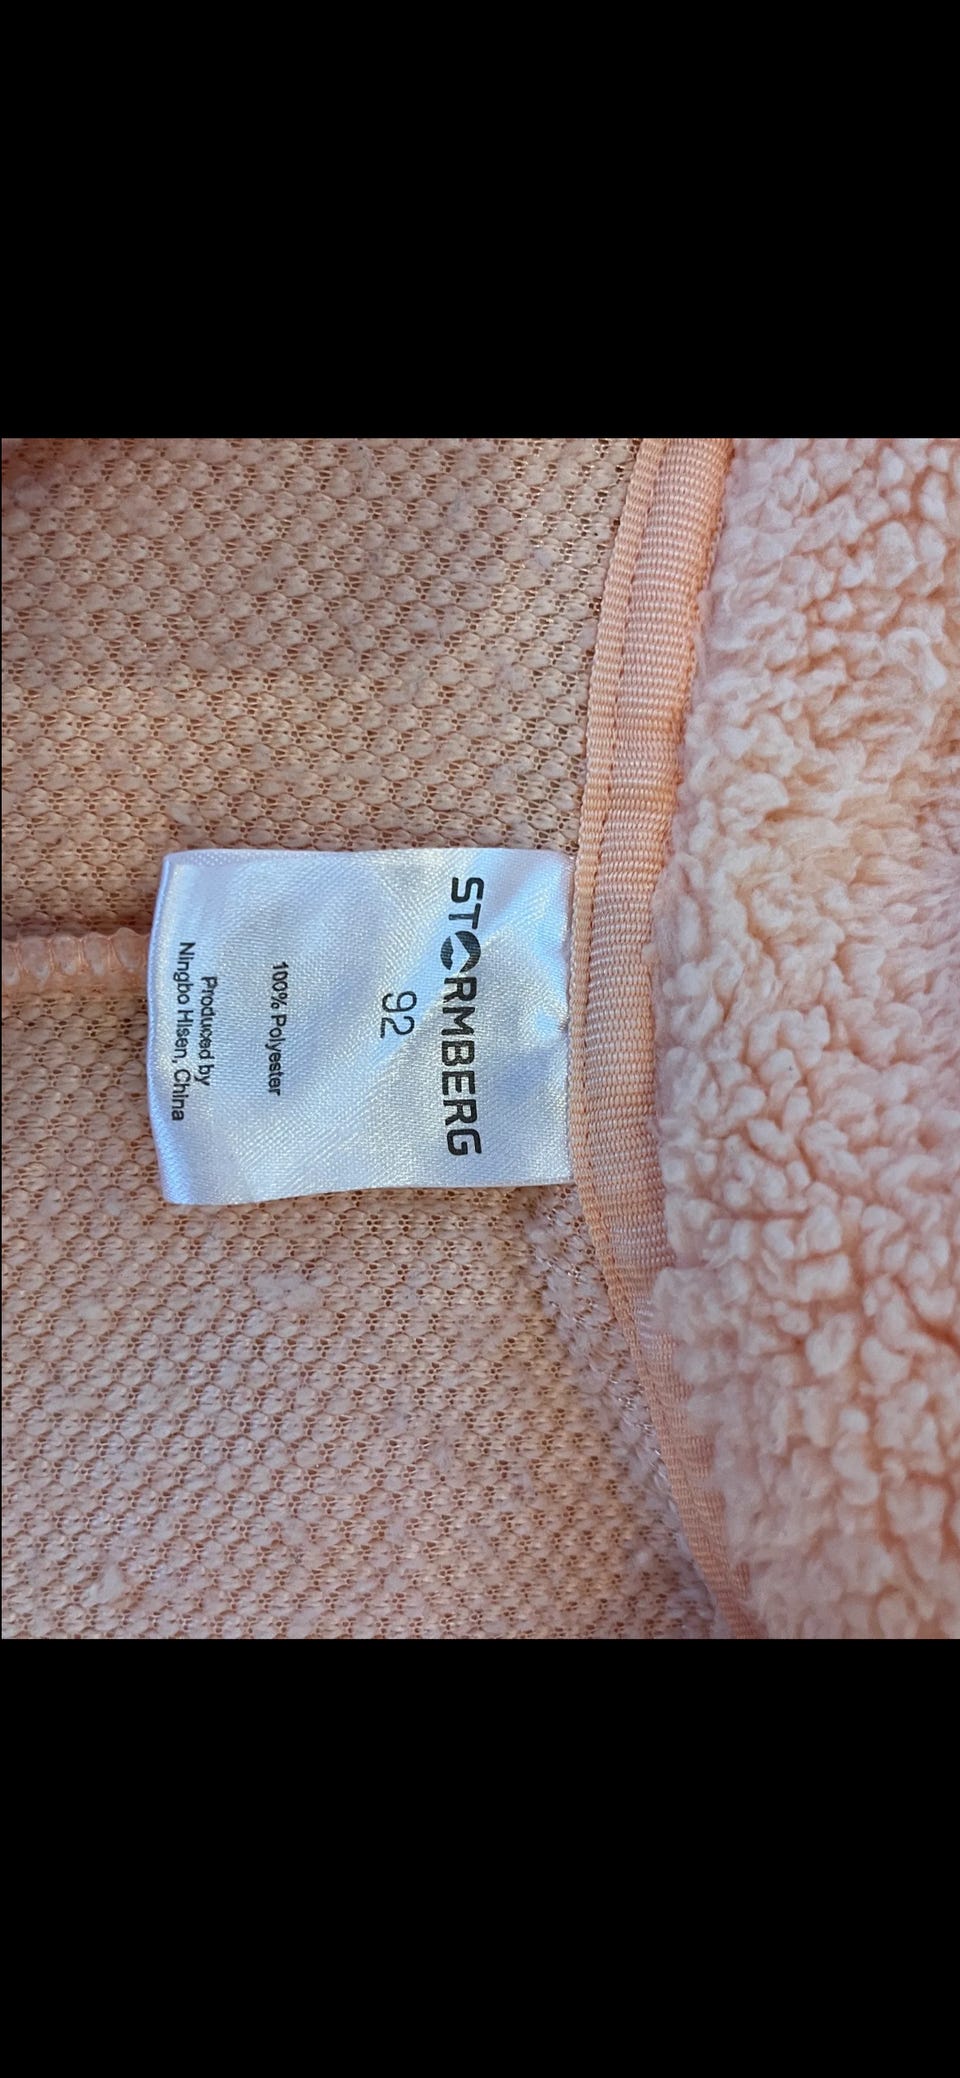 STORMBERG
92
100% Polyester
Produced by
Ningbo Hisen, China